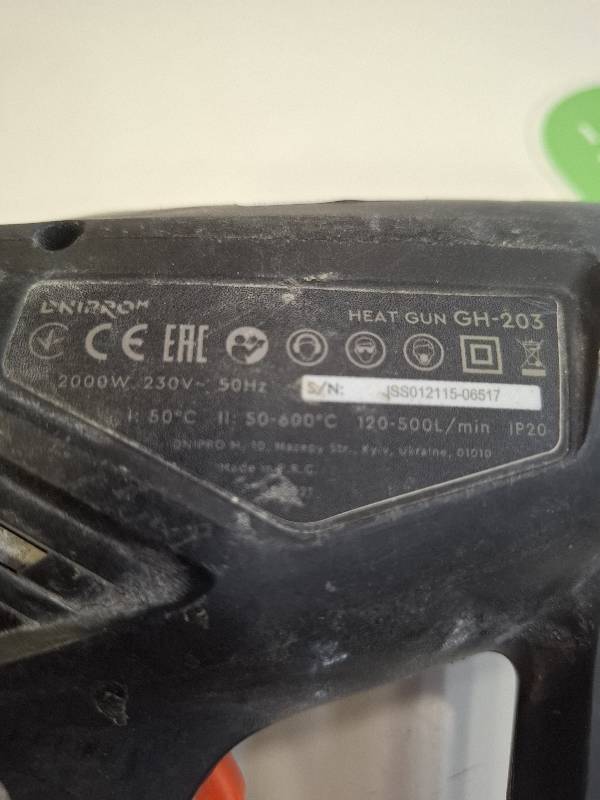 DNIPRO M
HEAT GUN GH-203
CE EAC
2000W 230V~ 50Hz
S/N: JSS012115-06517
I: 50°C II: 50-600°C 120-500L/min IP20
DNIPRO M, 10, Mazepy Str., Kyiv, Ukraine, 01010
Made in P.R.C.